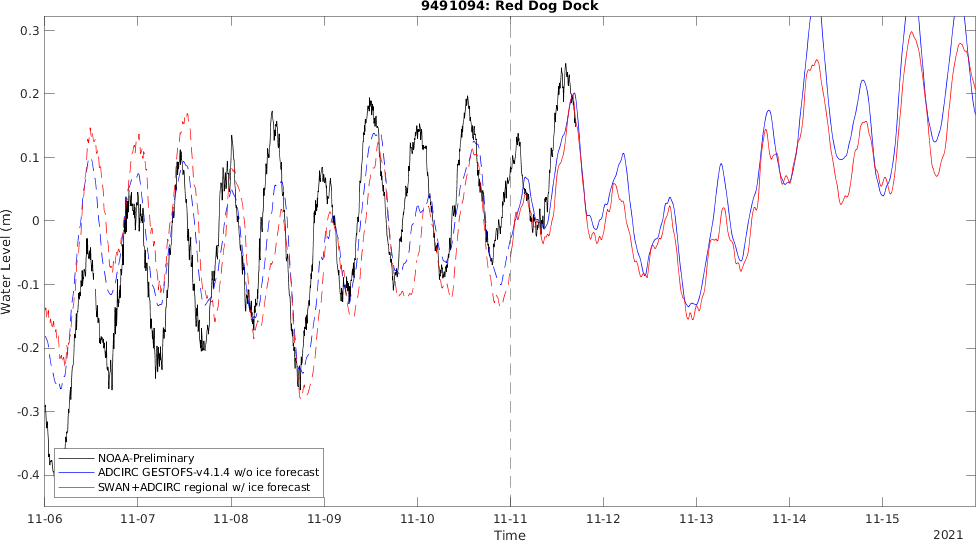 9491094: Red Dog Dock
0.3
0.2
0.1
0
-0.1
-0.2
-0.3
-0.4
Water Level (m)
NOAA-Preliminary
ADCIRC GESTOFS-v4.1.4 w/o ice forecast
SWAN+ADCIRC regional w/ ice forecast
11-06 11-07 11-08 11-09 11-10 11-11 11-12 11-13 11-14 11-15
Time
2021